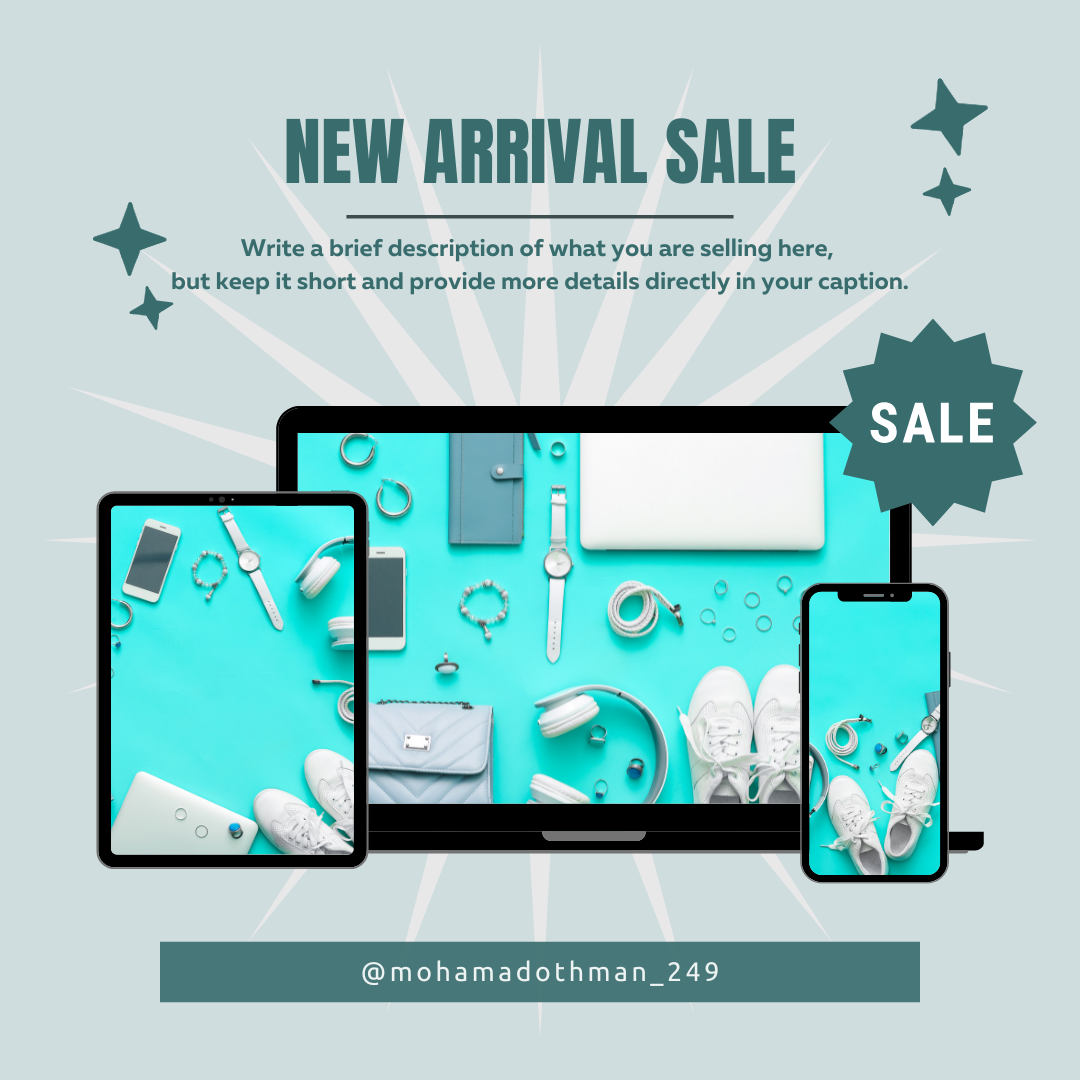 NEW ARRIVAL SALE
Write a brief description of what you are selling here,
but keep it short and provide more details directly in your caption.
SALE
@mohamadothman_249